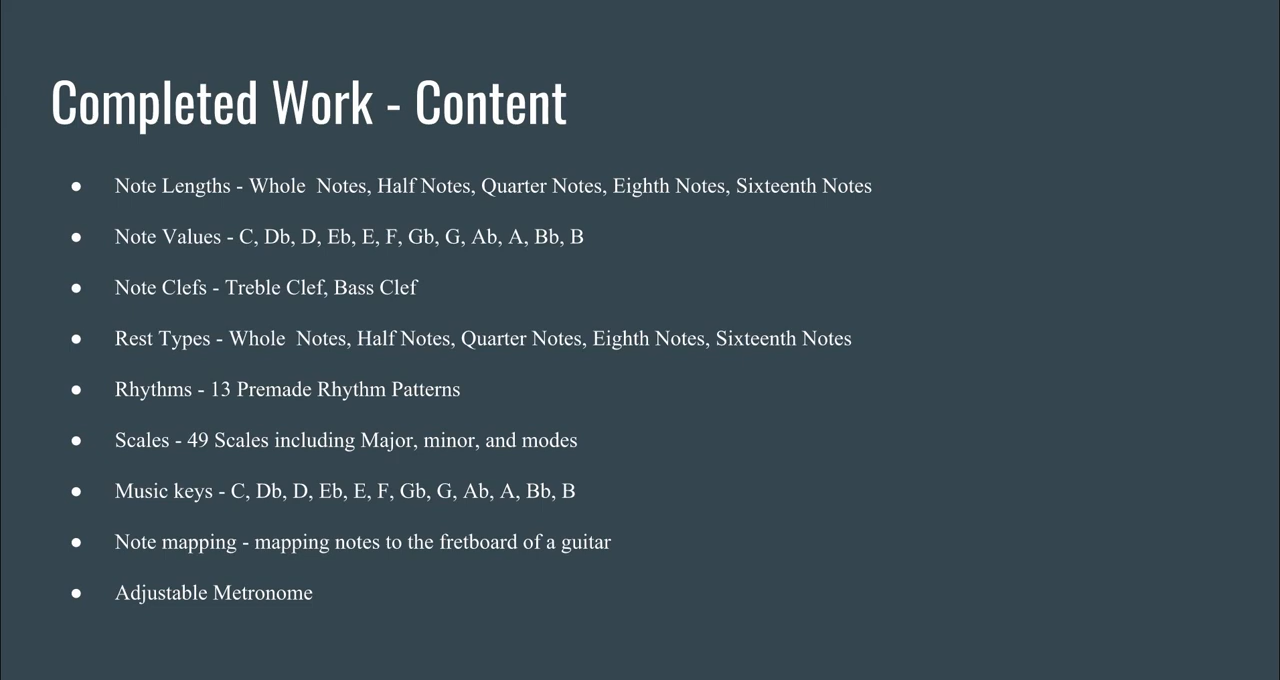 Completed Work - Content
● Note Lengths - Whole  Notes, Half Notes, Quarter Notes, Eighth Notes, Sixteenth Notes
● Note Values - C, Db, D, Eb, E, F, Gb, G, Ab, A, Bb, B
● Note Clefs - Treble Clef, Bass Clef
● Rest Types - Whole  Notes, Half Notes, Quarter Notes, Eighth Notes, Sixteenth Notes
● Rhythms - 13 Premade Rhythm Patterns
● Scales - 49 Scales including Major, minor, and modes
● Music keys - C, Db, D, Eb, E, F, Gb, G, Ab, A, Bb, B
● Note mapping - mapping notes to the fretboard of a guitar
● Adjustable Metronome